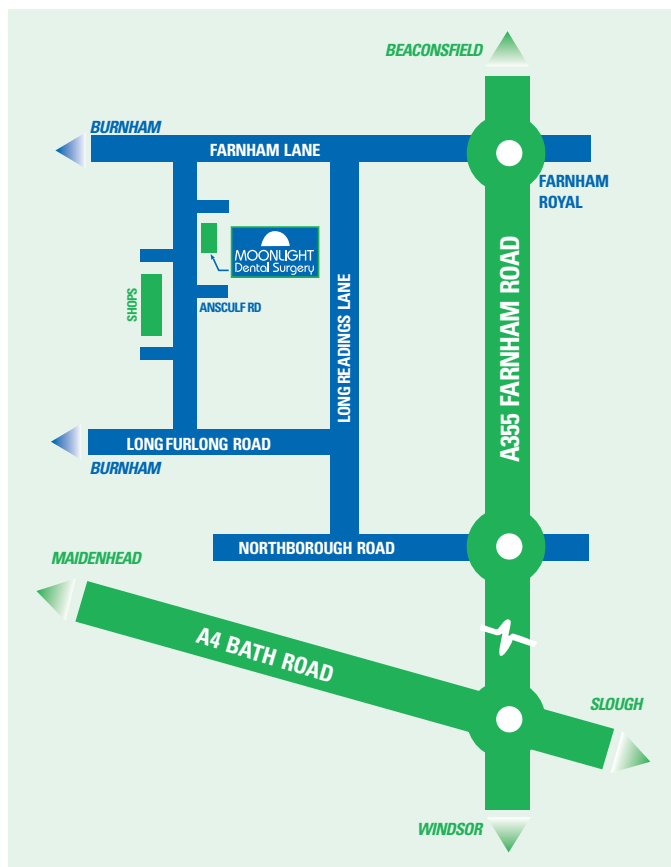 BEACONSFIELD
BURNHAM
FARNHAM LANE
FARNHAM
ROYAL
MOONLIGHT
Dental Surgery
SHOPS
ANSCULF RD
LONG READINGS LANE
A355 FARNHAM ROAD
LONG FURLONG ROAD
BURNHAM
NORTHBOROUGH ROAD
MAIDENHEAD
A4 BATH ROAD
SLOUGH
WINDSOR